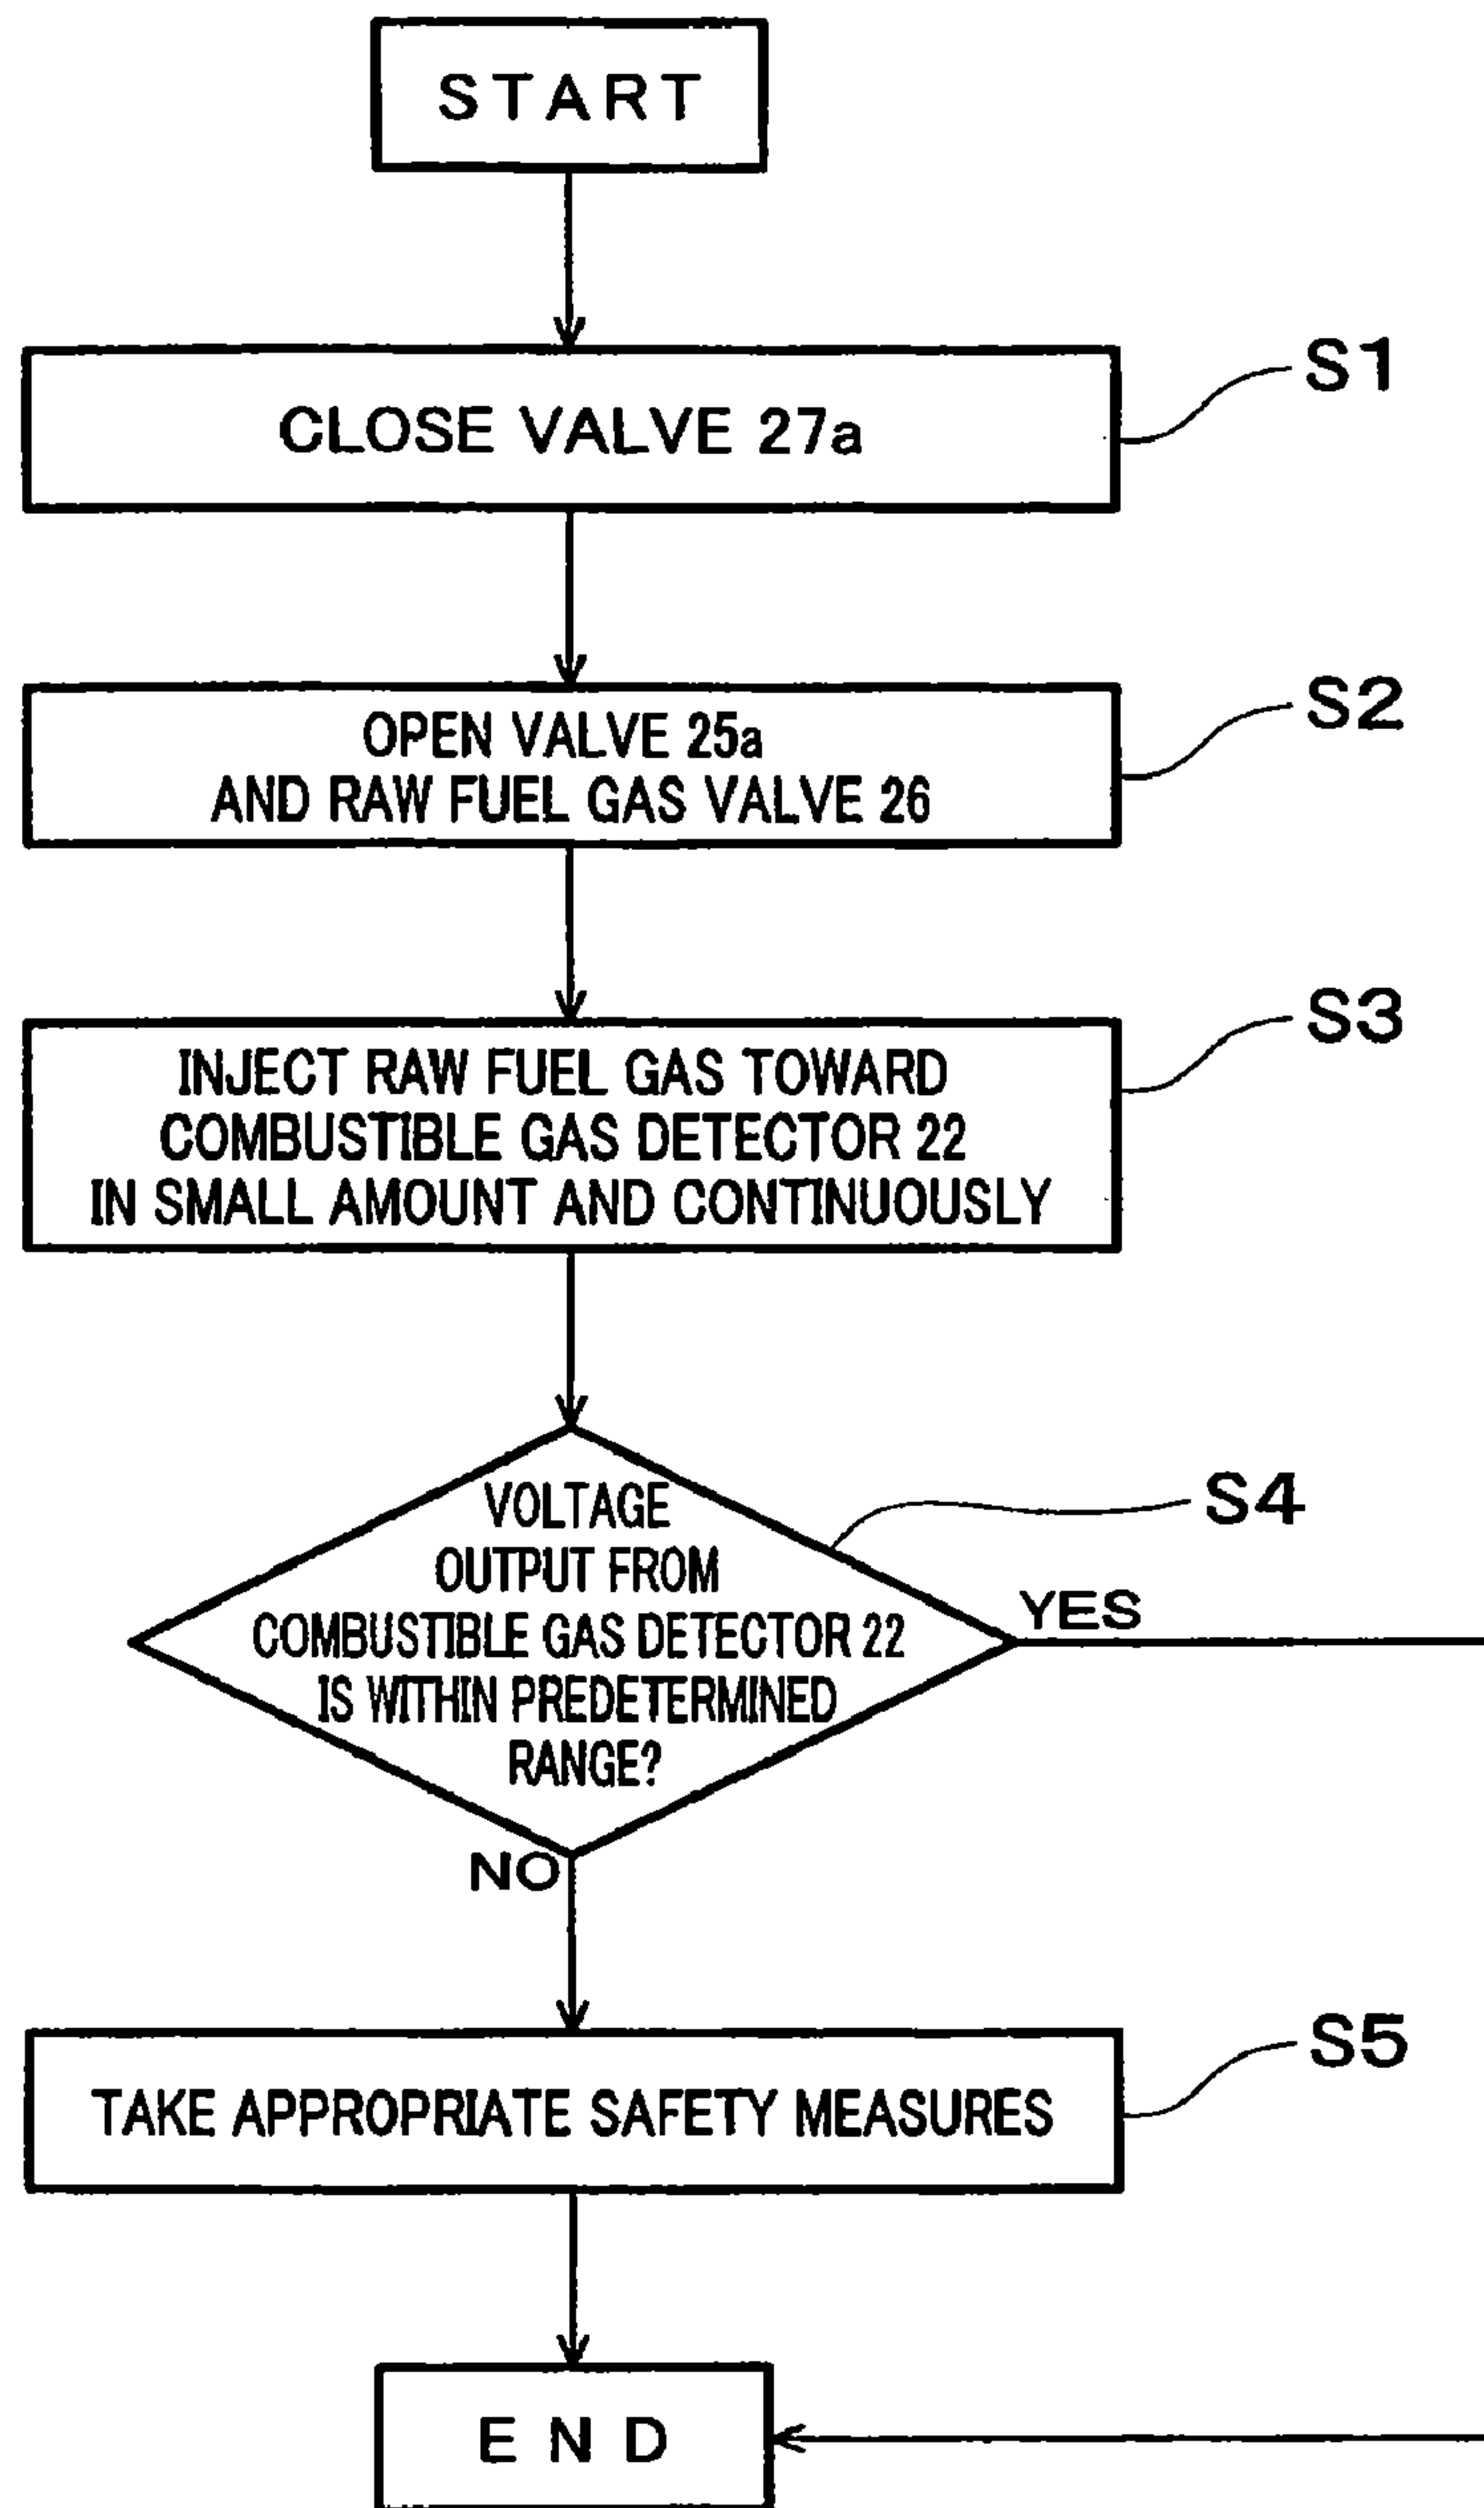 START
CLOSE VALVE 27a
S1
OPEN VALVE 25a
AND RAW FUEL GAS VALVE 26
S2
INJECT RAW FUEL GAS TOWARD
COMBUSTIBLE GAS DETECTOR 22
IN SMALL AMOUNT AND CONTINUOUSLY
S3
VOLTAGE
OUTPUT FROM
COMBUSTIBLE GAS DETECTOR 22
IS WITHIN PREDETERMINED
RANGE?
S4
YES
NO
TAKE APPROPRIATE SAFETY MEASURES
S5
END